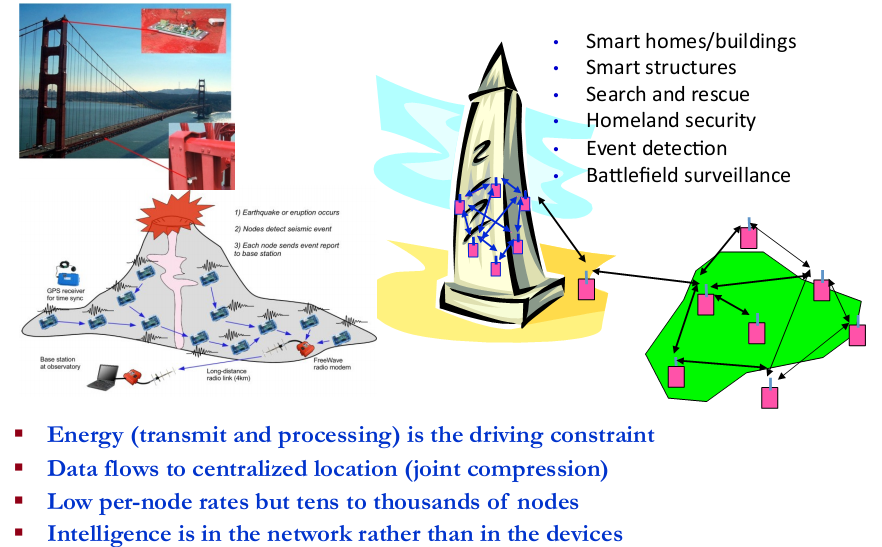 • Smart homes/buildings
• Smart structures
• Search and rescue
• Homeland security
• Event detection
• Battlefield surveillance
1) Earthquake or eruption occurs
2) Nodes detect seismic event
3) Each node sends event report
to base station
GPS receiver
for time sync
Base station
at observatory
Long-distance
radio link (4km)
FreeWave
radio modem
▪ Energy (transmit and processing) is the driving constraint
▪ Data flows to centralized location (joint compression)
▪ Low per-node rates but tens to thousands of nodes
▪ Intelligence is in the network rather than in the devices